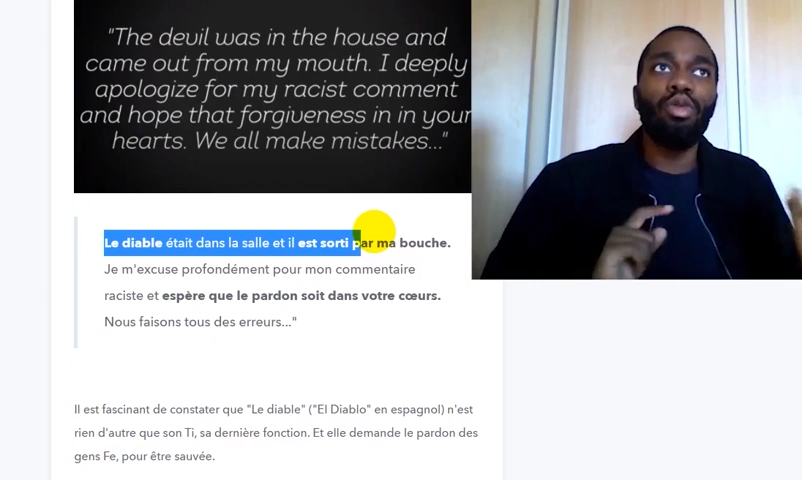 "The devil was in the house and
came out from my mouth. I deeply
apologize for my racist comment
and hope that forgiveness in in your
hearts. We all make mistakes..."
Le diable était dans la salle et il est sorti par ma bouche.
Je m'excuse profondément pour mon commentaire
raciste et espère que le pardon soit dans votre cœurs.
Nous faisons tous des erreurs..."
Il est fascinant de constater que "Le diable" ("El Diablo" en espagnol) n'est
rien d'autre que son Ti, sa dernière fonction. Et elle demande le pardon des
gens Fe, pour être sauvée.